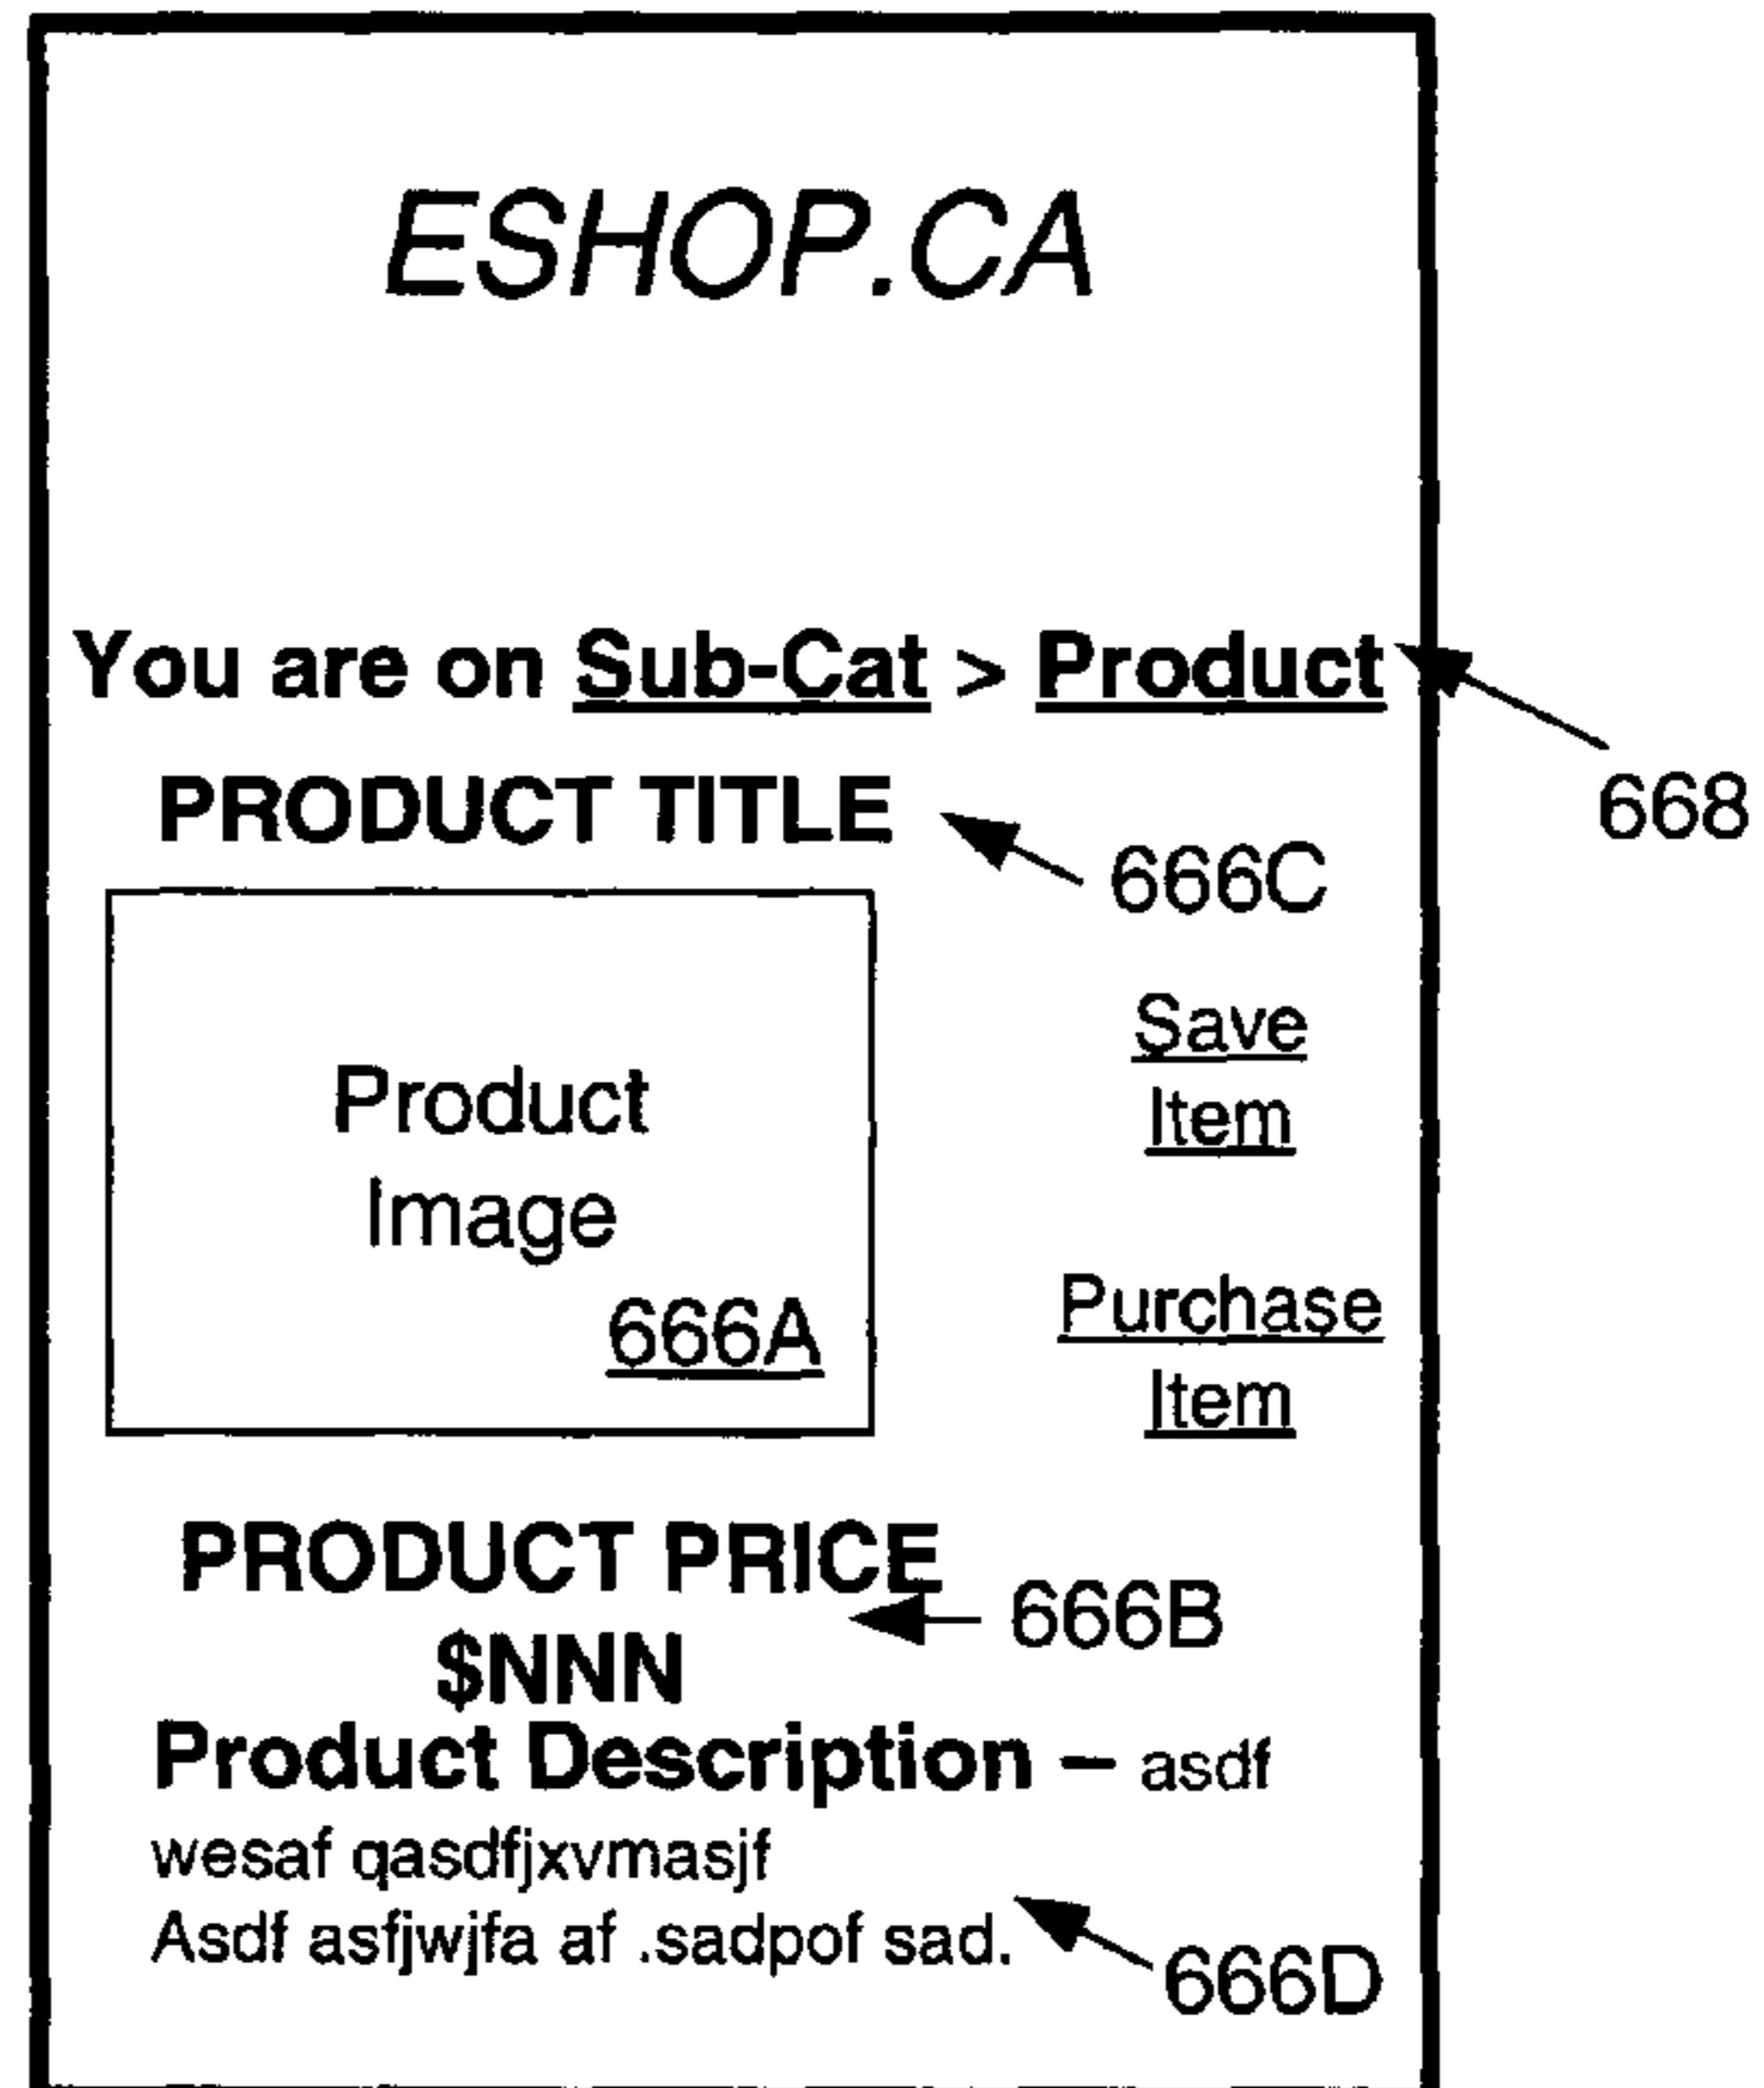 ESHOP.CA
You are on Sub-Cat > Product
668
PRODUCT TITLE
666C
Product
Image
666A
Save
Item
Purchase
Item
PRODUCT PRICE
$NNN
666B
Product Description – asdf
wesaf qasdfjxvmasjf
Asdf asfjwjfa af .sadpof sad.
666D